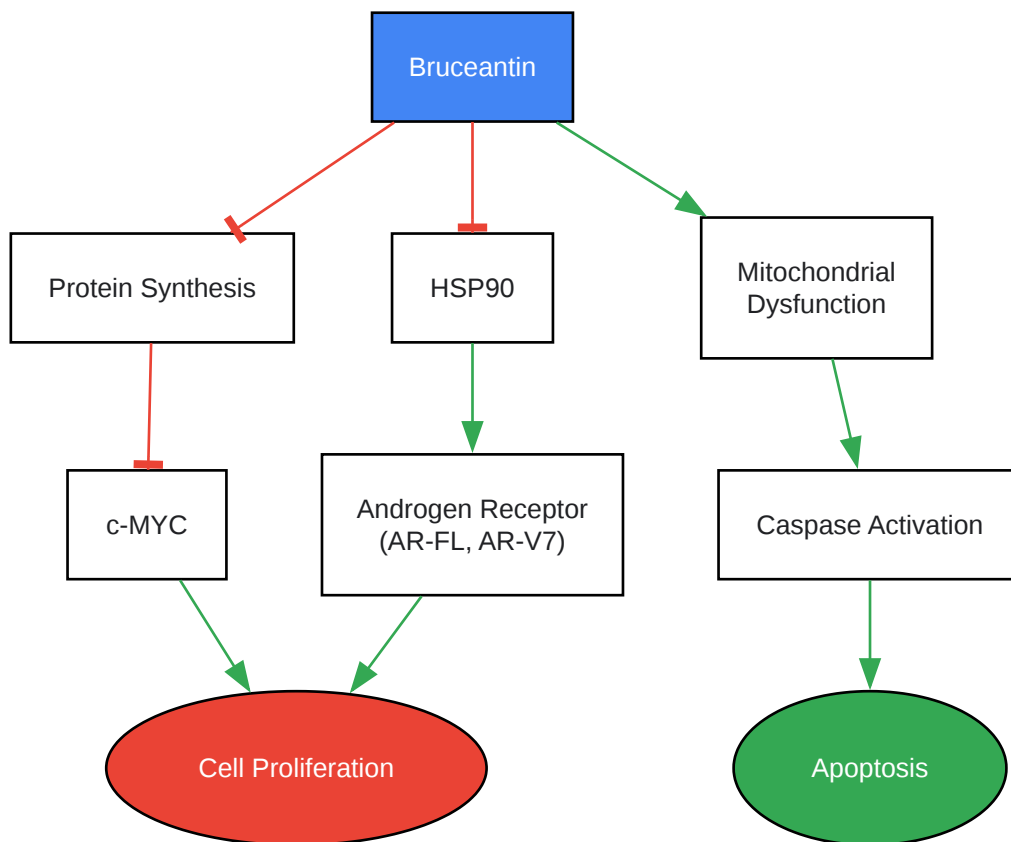 Bruceantin
Protein Synthesis
HSP90
Mitochondrial
Dysfunction
c-MYC
Androgen Receptor
(AR-FL, AR-V7)
Caspase Activation
Cell Proliferation
Apoptosis